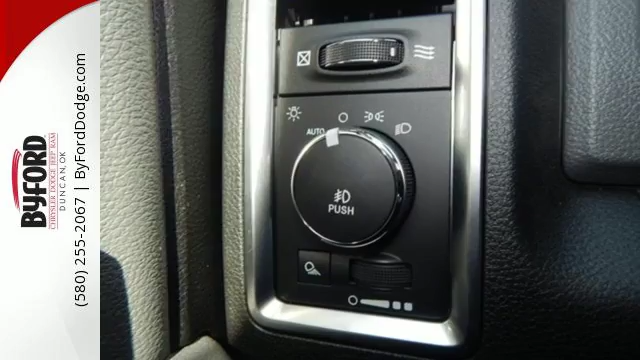 BYFORD
CHRYSLER DODGE JEEP RAM
DUNCAN, OK
(580) 255-2067 | ByFordDodge.com
AUTO
PUSH